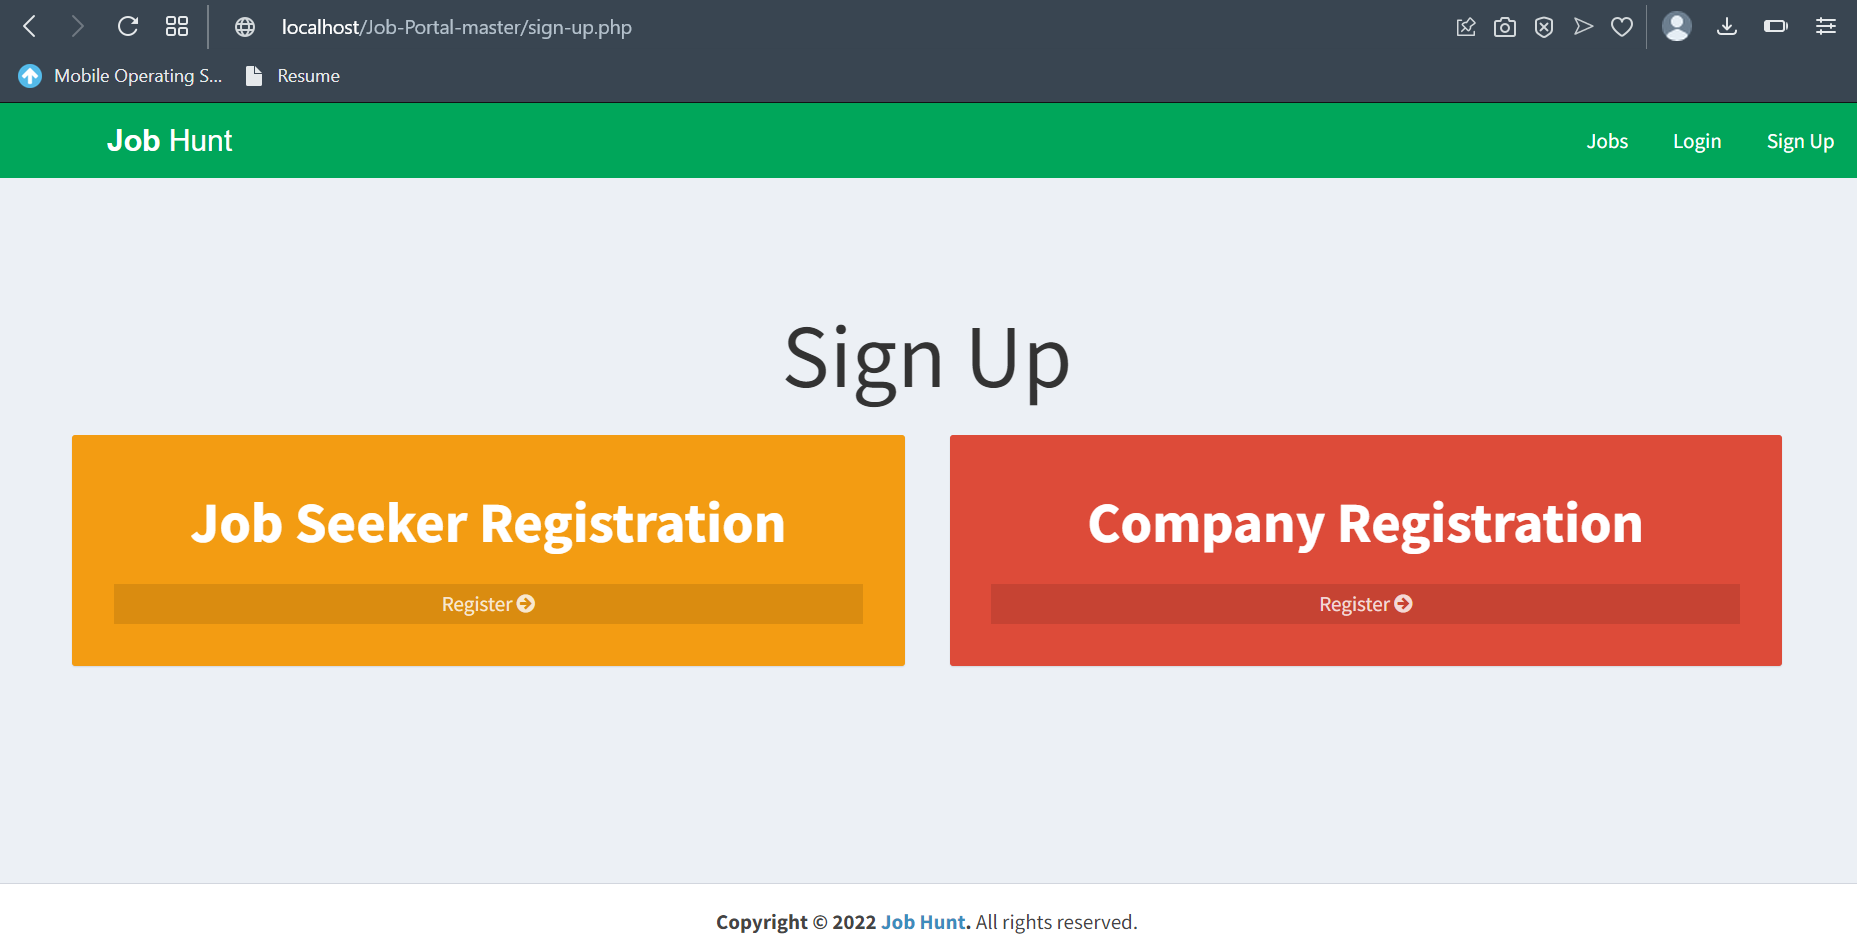 localhost/Job-Portal-master/sign-up.php
Mobile Operating S... Resume
Job Hunt Jobs Login Sign Up
Sign Up
Job Seeker Registration
Register
Company Registration
Register
Copyright © 2022 Job Hunt. All rights reserved.